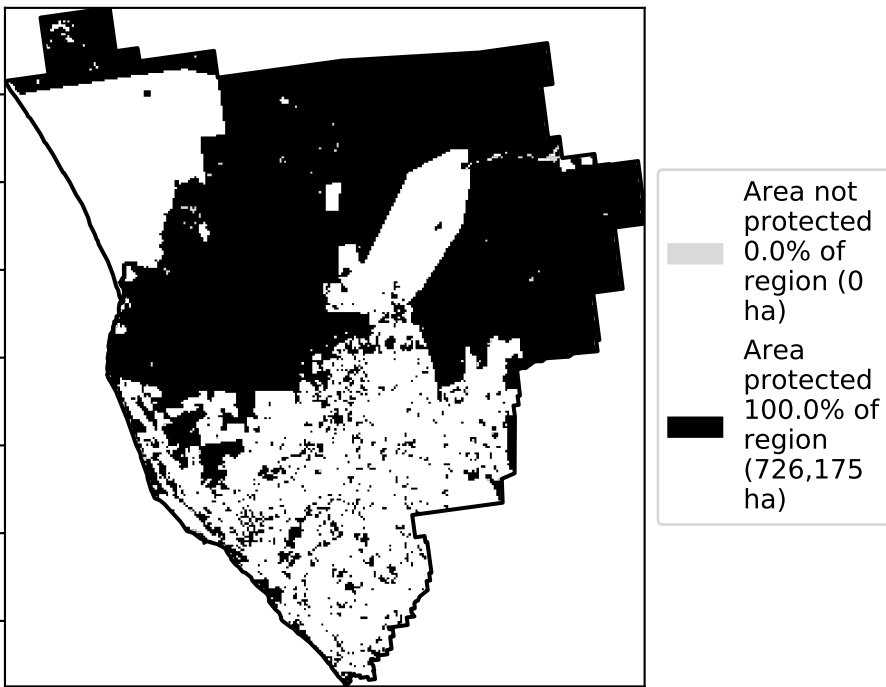 Area not
protected
0.0% of
region (0
ha)
Area
protected
100.0% of
region
(726,175
ha)